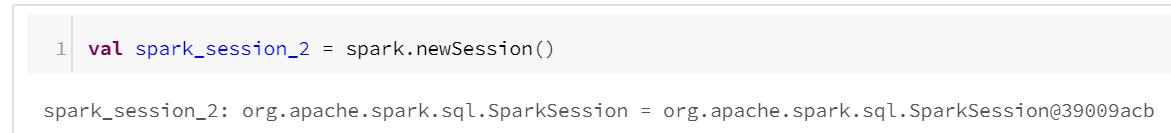 1 val spark_session_2 = spark.newSession()
spark_session_2: org.apache.spark.sql.SparkSession = org.apache.spark.sql.SparkSession@39009acb